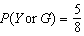 P(Y or G) = 5/8